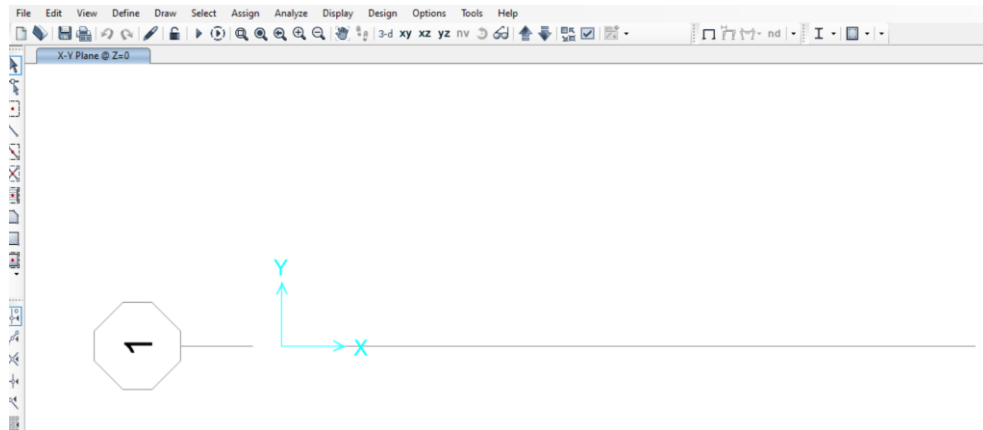 File Edit View Define Draw Select Assign Analyze Display Design Options Tools Help
3-d xy xz yz nv nd
X-Y Plane @ Z=0
Y
X
1